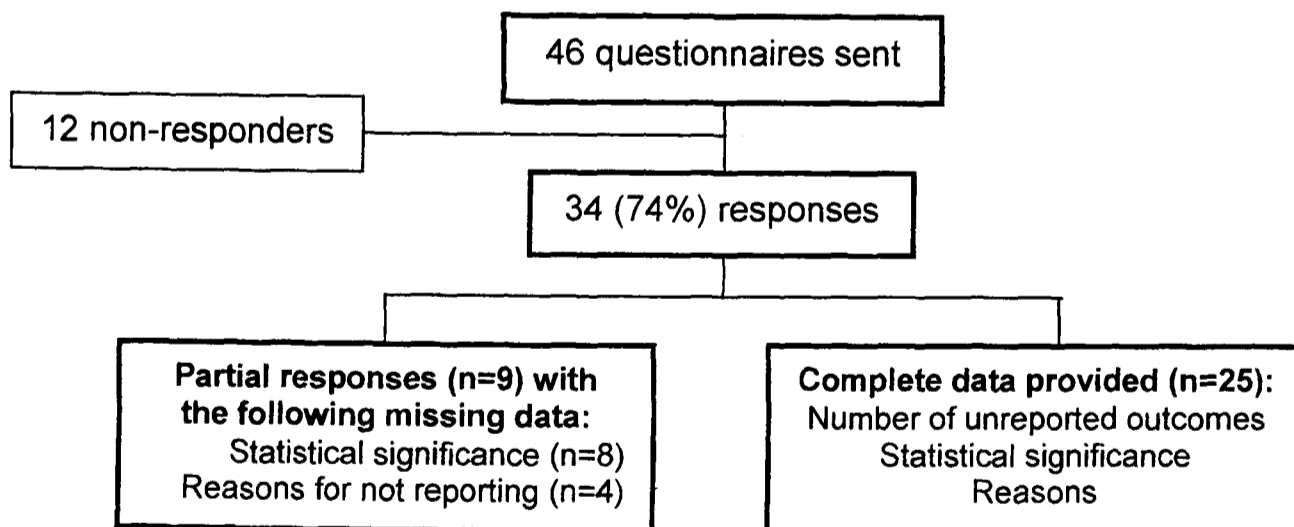 46 questionnaires sent
12 non-responders
34 (74%) responses
Partial responses (n=9) with
the following missing data:
Statistical significance (n=8)
Reasons for not reporting (n=4)
Complete data provided (n=25):
Number of unreported outcomes
Statistical significance
Reasons